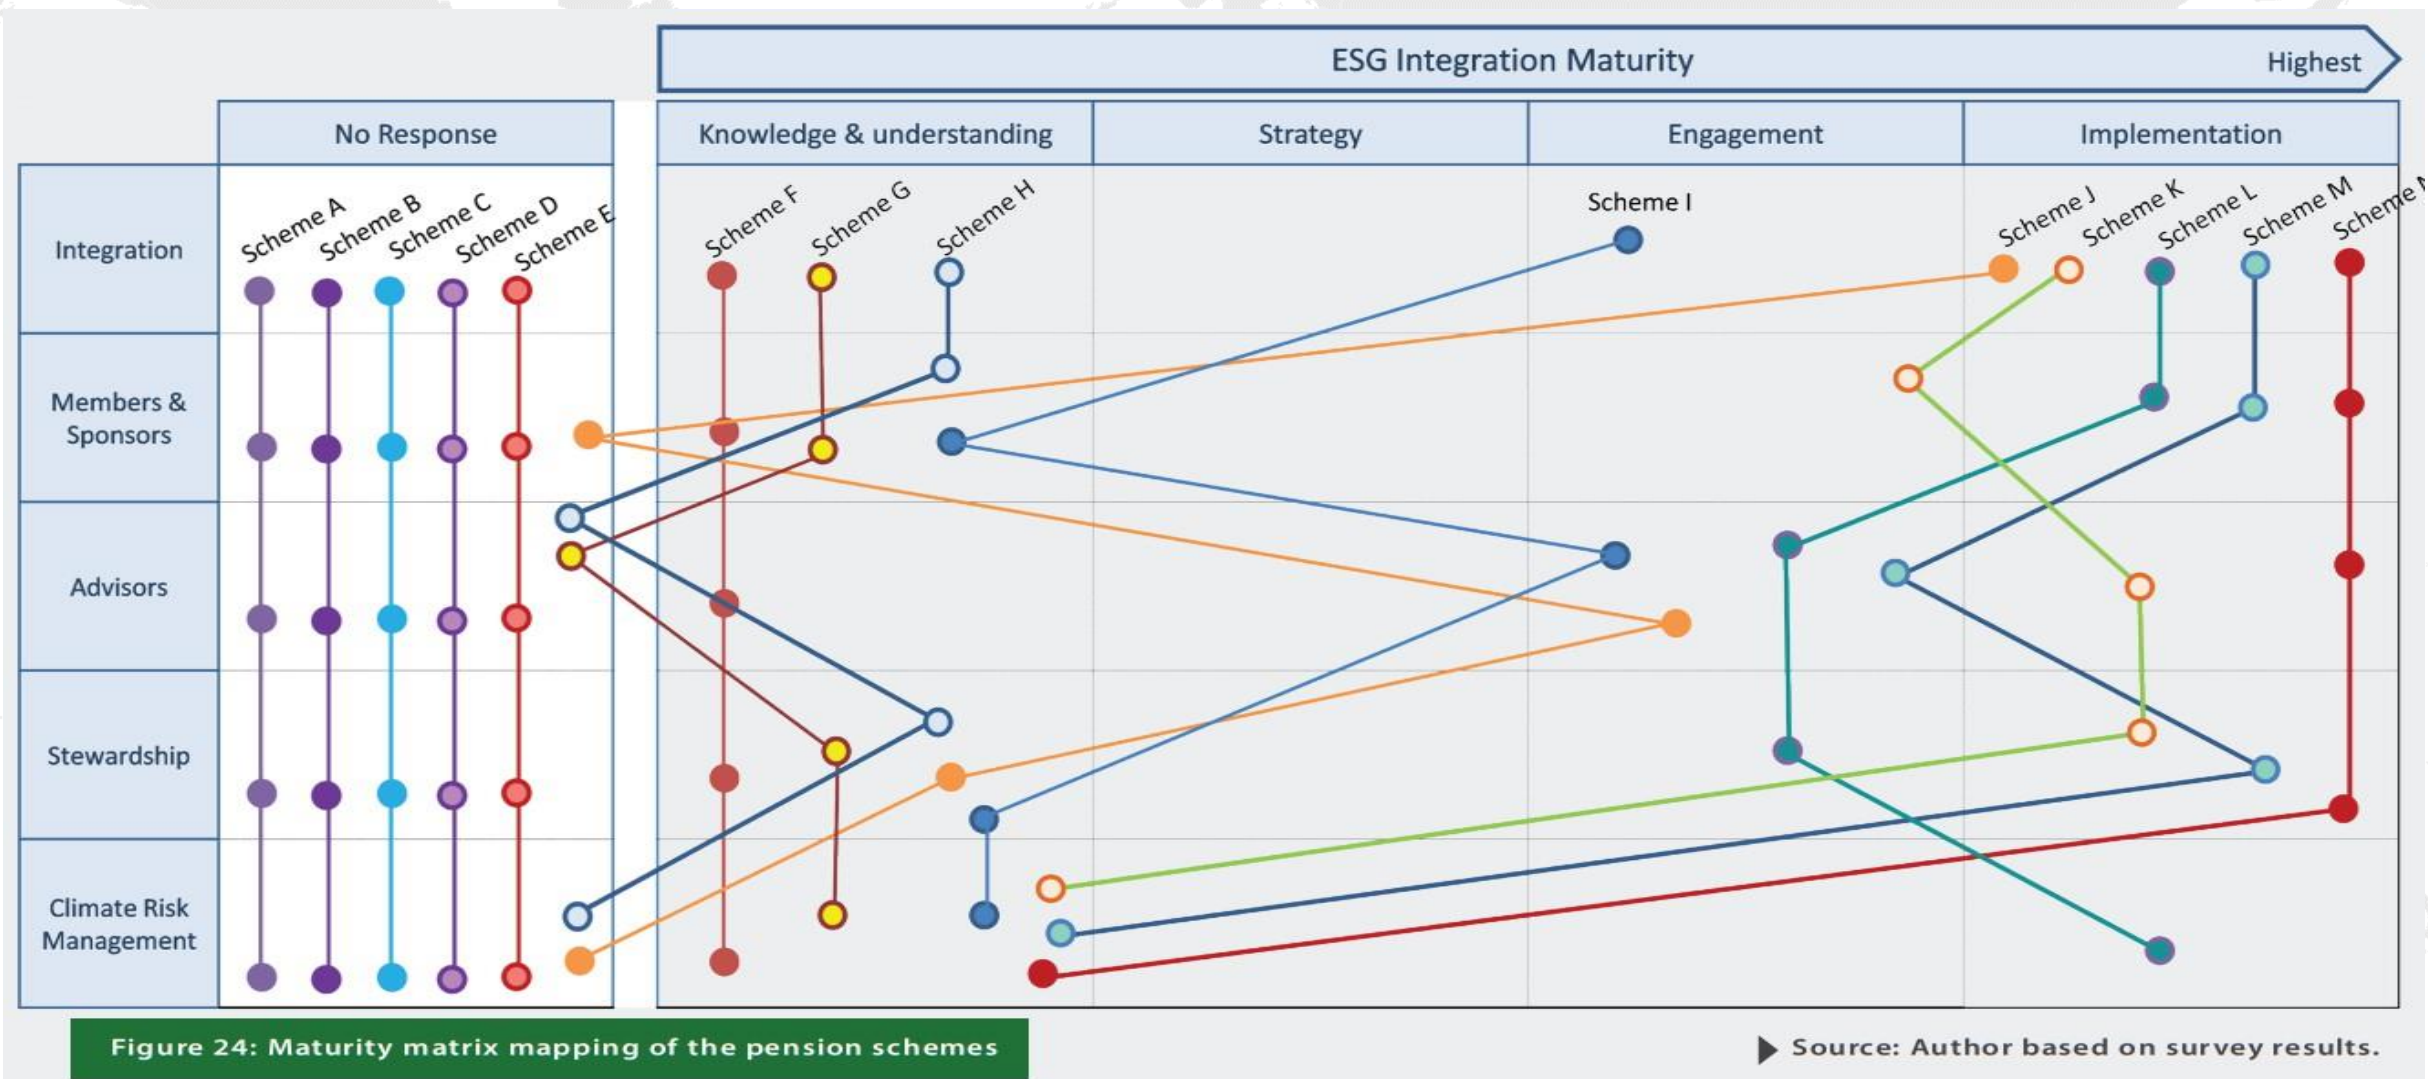 ESG Integration Maturity
Highest
No Response
Knowledge & understanding
Strategy
Engagement
Implementation
Integration
Scheme A
Scheme B
Scheme C
Scheme D
Scheme E
Scheme F
Scheme G
Scheme H
Scheme I
Scheme J
Scheme K
Scheme L
Scheme M
Scheme
Members &
Sponsors
Advisors
Stewardship
Climate Risk
Management
Figure 24: Maturity matrix mapping of the pension schemes
Source: Author based on survey results.